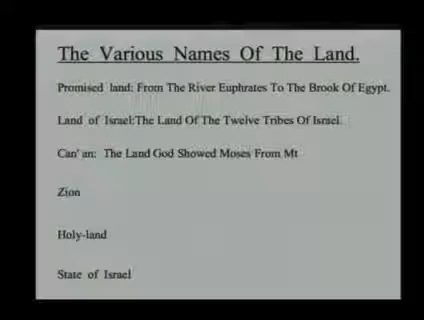 The Various Names Of The Land.
Promised land: From The River Euphrates To The Brook Of Egypt.
Land of Israel:The Land Of The Twelve Tribes Of Israel.
Can'an: The Land God Showed Moses From Mt
Zion
Holy-land
State of Israel